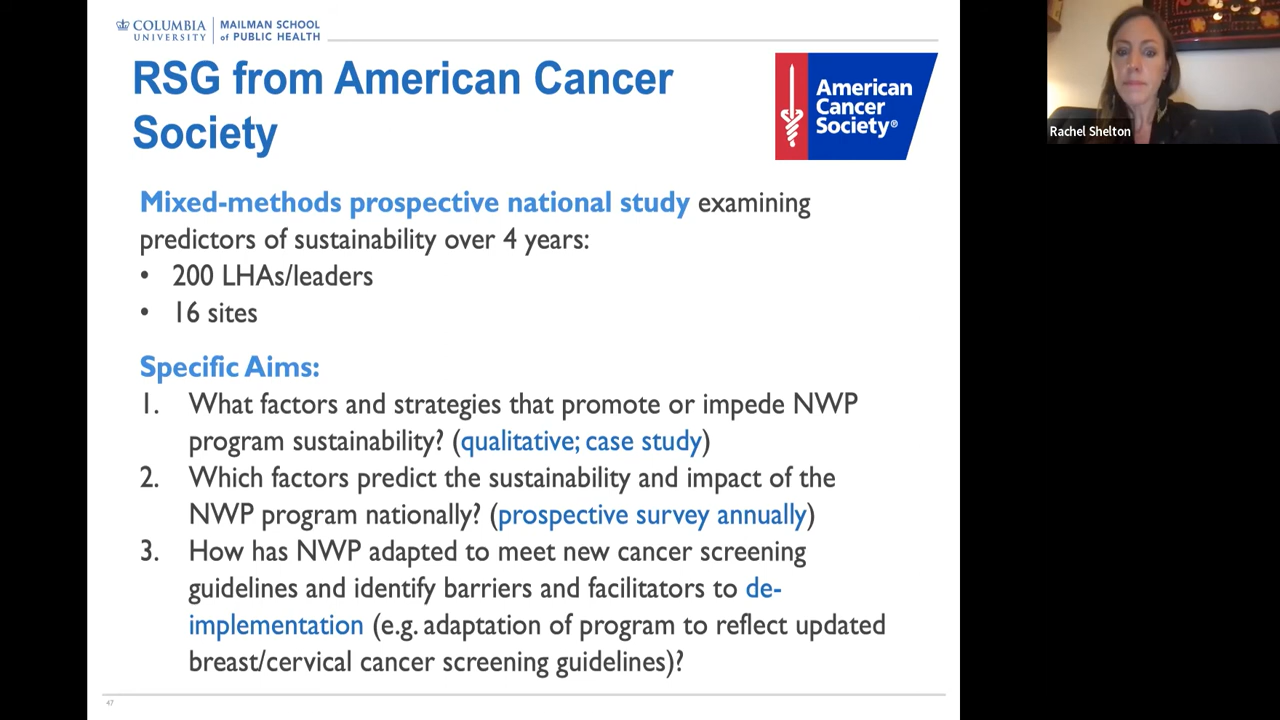 COLUMBIA UNIVERSITY
MAILMAN SCHOOL of PUBLIC HEALTH
RSG from American Cancer
Society
American
Cancer
Society®
Rachel Shelton
Mixed-methods prospective national study examining
predictors of sustainability over 4 years:
• 200 LHAs/leaders
• 16 sites
Specific Aims:
1. What factors and strategies that promote or impede NWP
program sustainability? (qualitative; case study)
2. Which factors predict the sustainability and impact of the
NWP program nationally? (prospective survey annually)
3. How has NWP adapted to meet new cancer screening
guidelines and identify barriers and facilitators to de-
implementation (e.g. adaptation of program to reflect updated
breast/cervical cancer screening guidelines)?
47